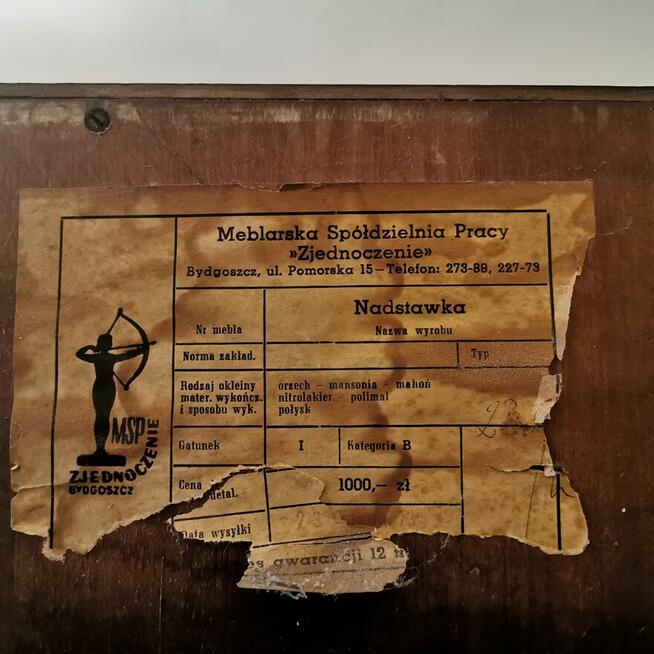 Meblarska Spółdzielnia Pracy
»Zjednoczenie«
Bydgoszcz, ul. Pomorska 15—Telefon: 273-88, 227-73
Nadstawka
Nr mebla
Nazwa wyrobu
Norma zakład.
Typ
Rodzaj okleiny
mater. wykończ.
i sposobu wyk.
orzech - mansonia - mahoń
nitrolakier polimal
połysk
Gatunek
I
Kategoria B
Cena
detal.
1000,— zł
Data wysyłki
gwarancji 12 m
MSP
ZJEDNOCZENIE
BYDGOSZCZ